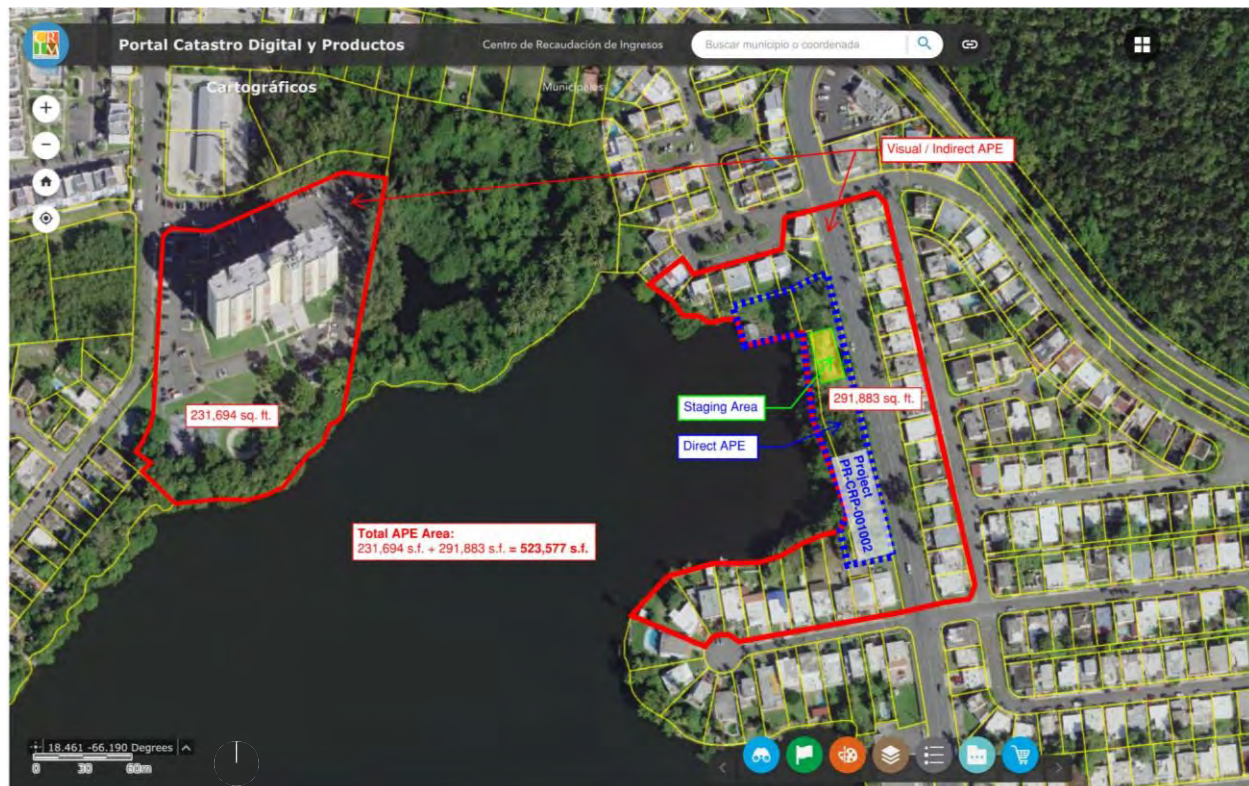 CRIM
Portal Catastro Digital y Productos
Cartográficos
Centro de Recaudación de Ingresos
Municipales
Buscar municipio o coordenada
Visual / Indirect APE
231,694 sq. ft.
Staging Area
291,883 sq. ft.
Direct APE
Project
PR-CRP-001002
Total APE Area:
231,694 s.f. + 291,883 s.f. = 523,577 s.f.
18.461 -66.190 Degrees
0 30 60m